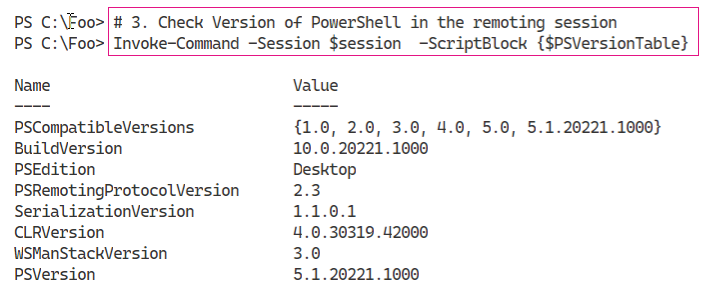 PS C:\Foo> # 3. Check Version of PowerShell in the remoting session
PS C:\Foo> Invoke-Command -Session $session  -ScriptBlock {$PSVersionTable}
Name                           Value
----                           -----
PSCompatibleVersions           {1.0, 2.0, 3.0, 4.0, 5.0, 5.1.20221.1000}
BuildVersion                   10.0.20221.1000
PSEdition                      Desktop
PSRemotingProtocolVersion      2.3
SerializationVersion           1.1.0.1
CLRVersion                     4.0.30319.42000
WSManStackVersion              3.0
PSVersion                      5.1.20221.1000